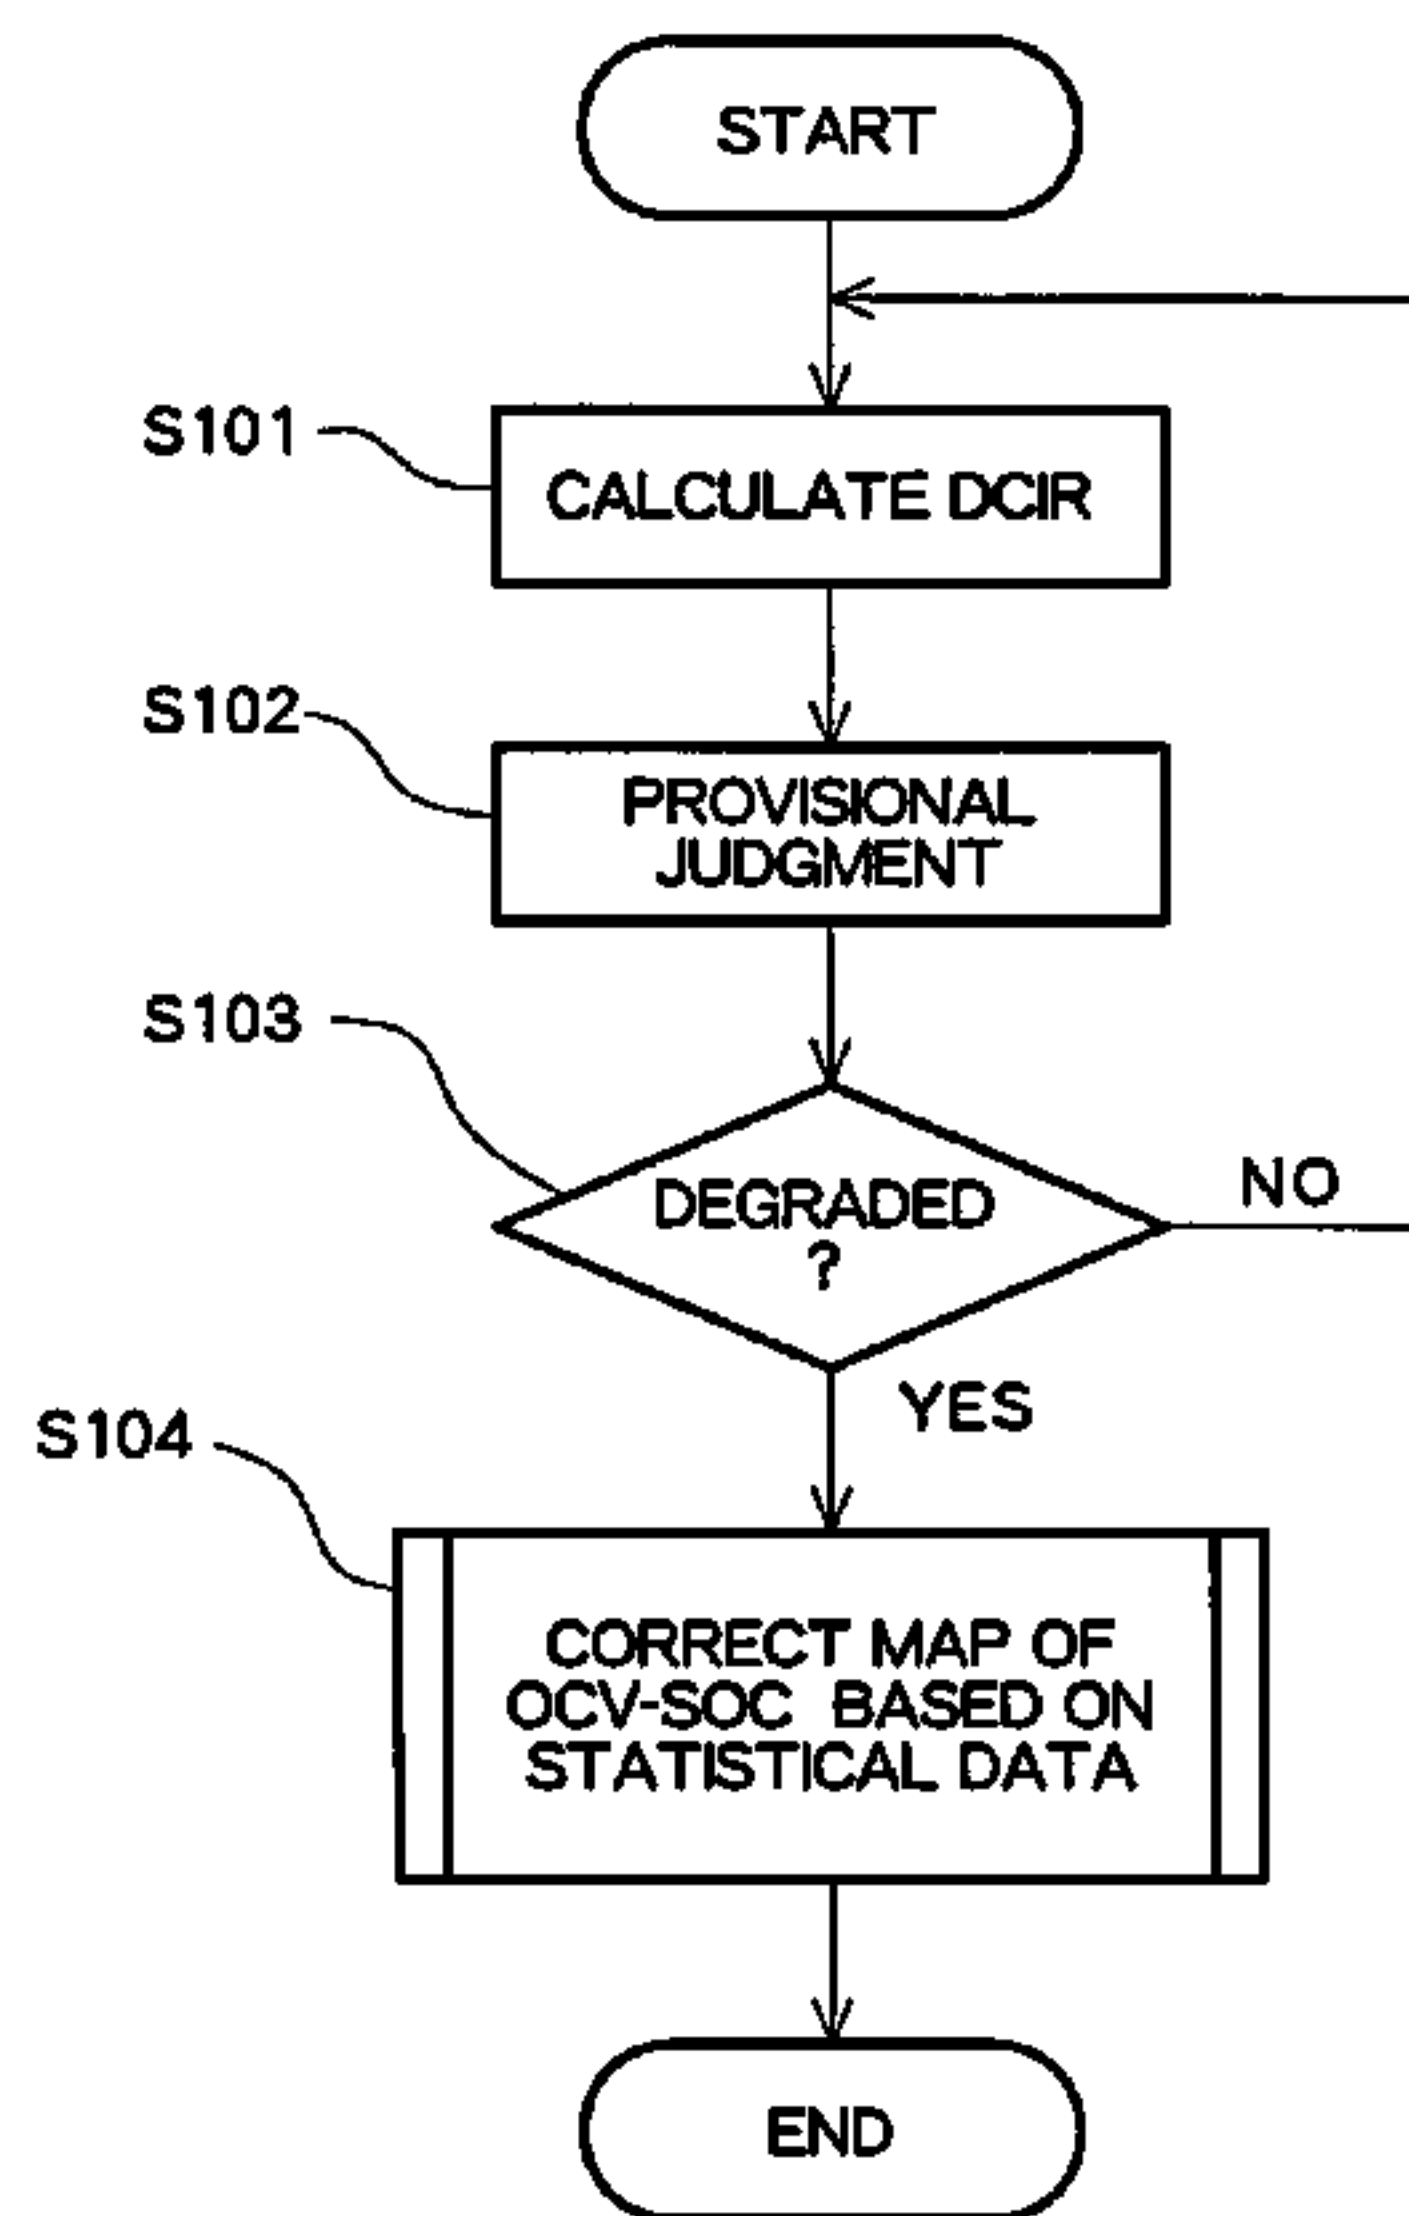 START
S101
CALCULATE DCIR
S102
PROVISIONAL
JUDGMENT
S103
DEGRADED
?
NO
YES
S104
CORRECT MAP OF
OCV-SOC BASED ON
STATISTICAL DATA
END